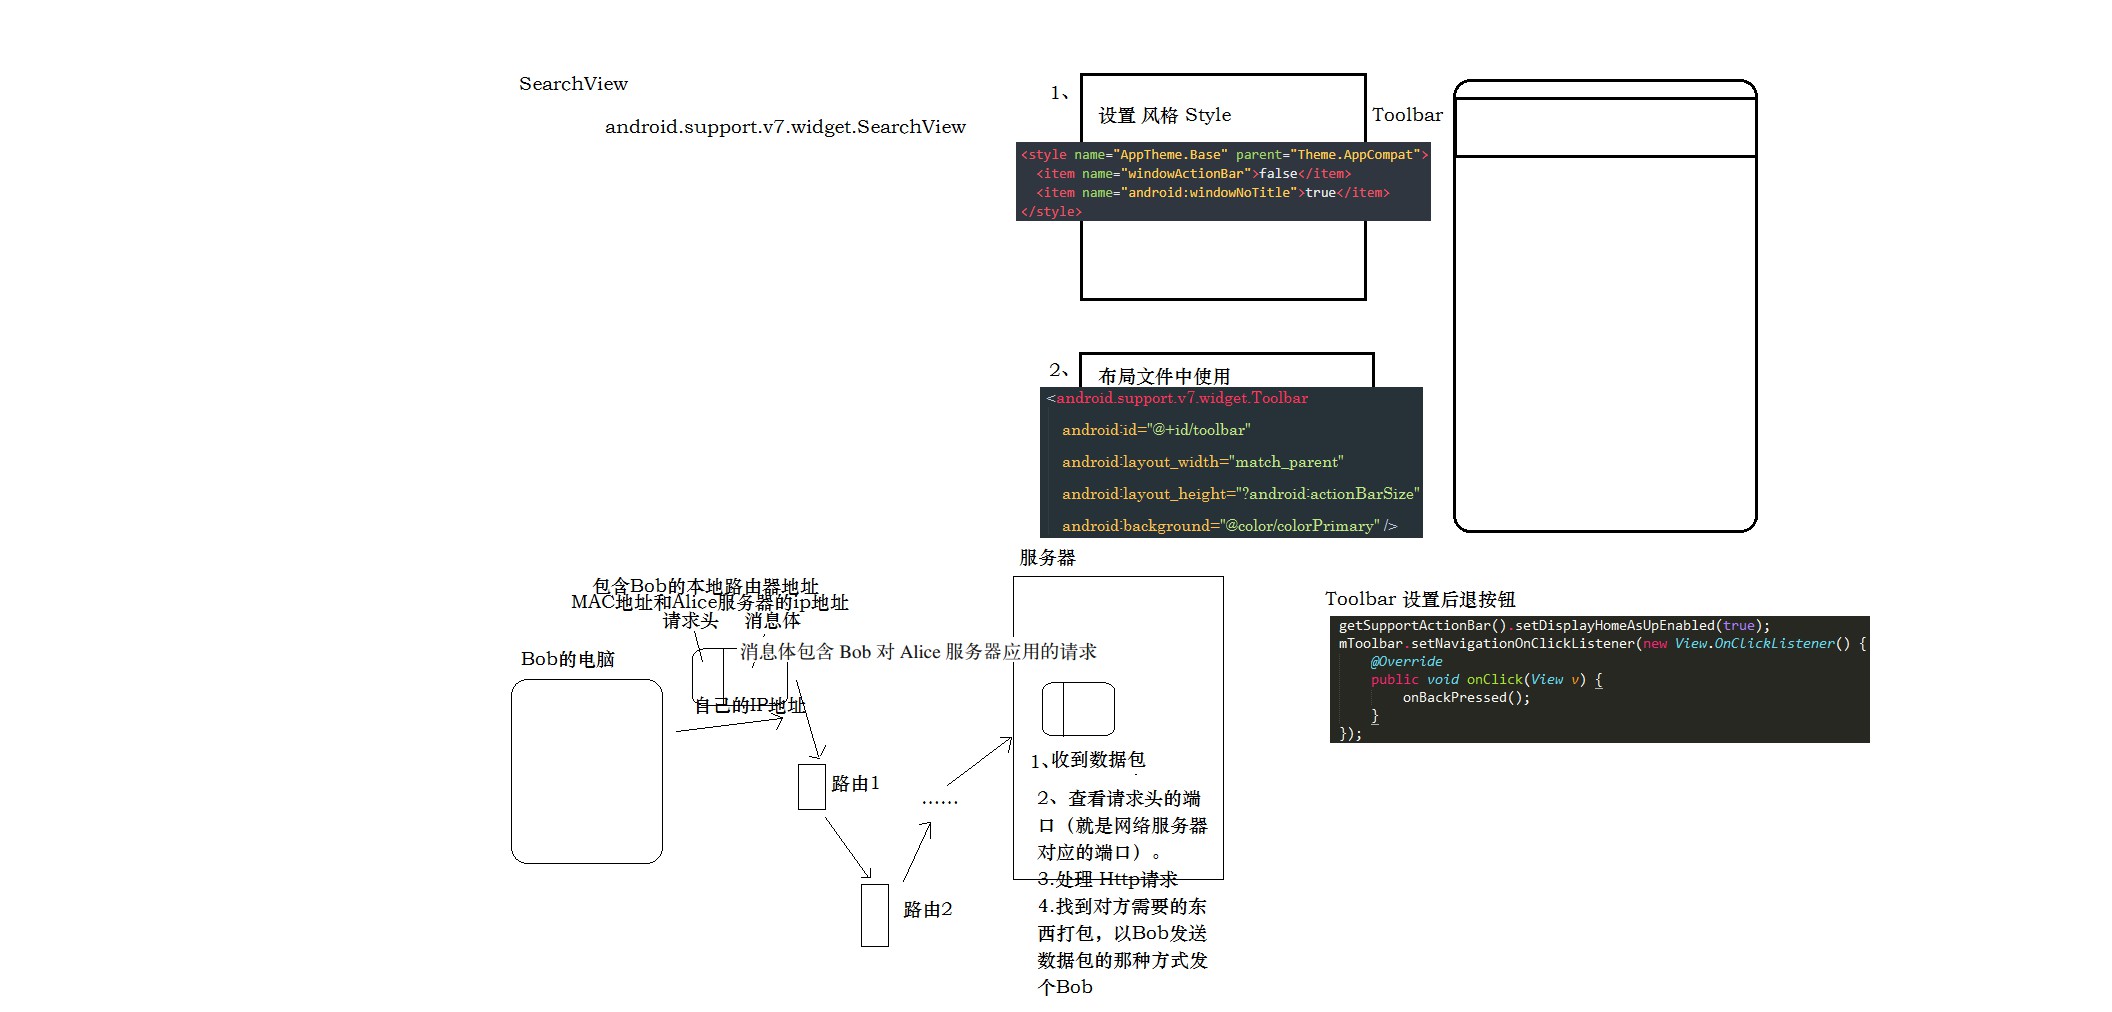 SearchView
android.support.v7.widget.SearchView
1、
设置 风格 Style
Toolbar
<style name="AppTheme.Base" parent="Theme.AppCompat">
<item name="windowActionBar">false</item>
<item name="android:windowNoTitle">true</item>
</style>
2、
布局文件中使用
<android.support.v7.widget.Toolbar
android:id="@+id/toolbar"
android:layout_width="match_parent"
android:layout_height="?android:actionBarSize"
android:background="@color/colorPrimary" />
服务器
包含Bob的本地路由器地址
MAC地址和Alice服务器的ip地址
请求头 消息体
消息体包含 Bob 对 Alice 服务器应用的请求
Bob的电脑
自己的IP地址
路由1
路由2
……
1、收到数据包
2、查看请求头的端
口（就是网络服务器
对应的端口）。
3.处理 Http请求
4.找到对方需要的东
西打包，以Bob发送
数据包的那种方式发
个Bob
Toolbar 设置后退按钮
getSupportActionBar().setDisplayHomeAsUpEnabled(true);
mToolbar.setNavigationOnClickListener(new View.OnClickListener() {
@Override
public void onClick(View v) {
onBackPressed();
}
});